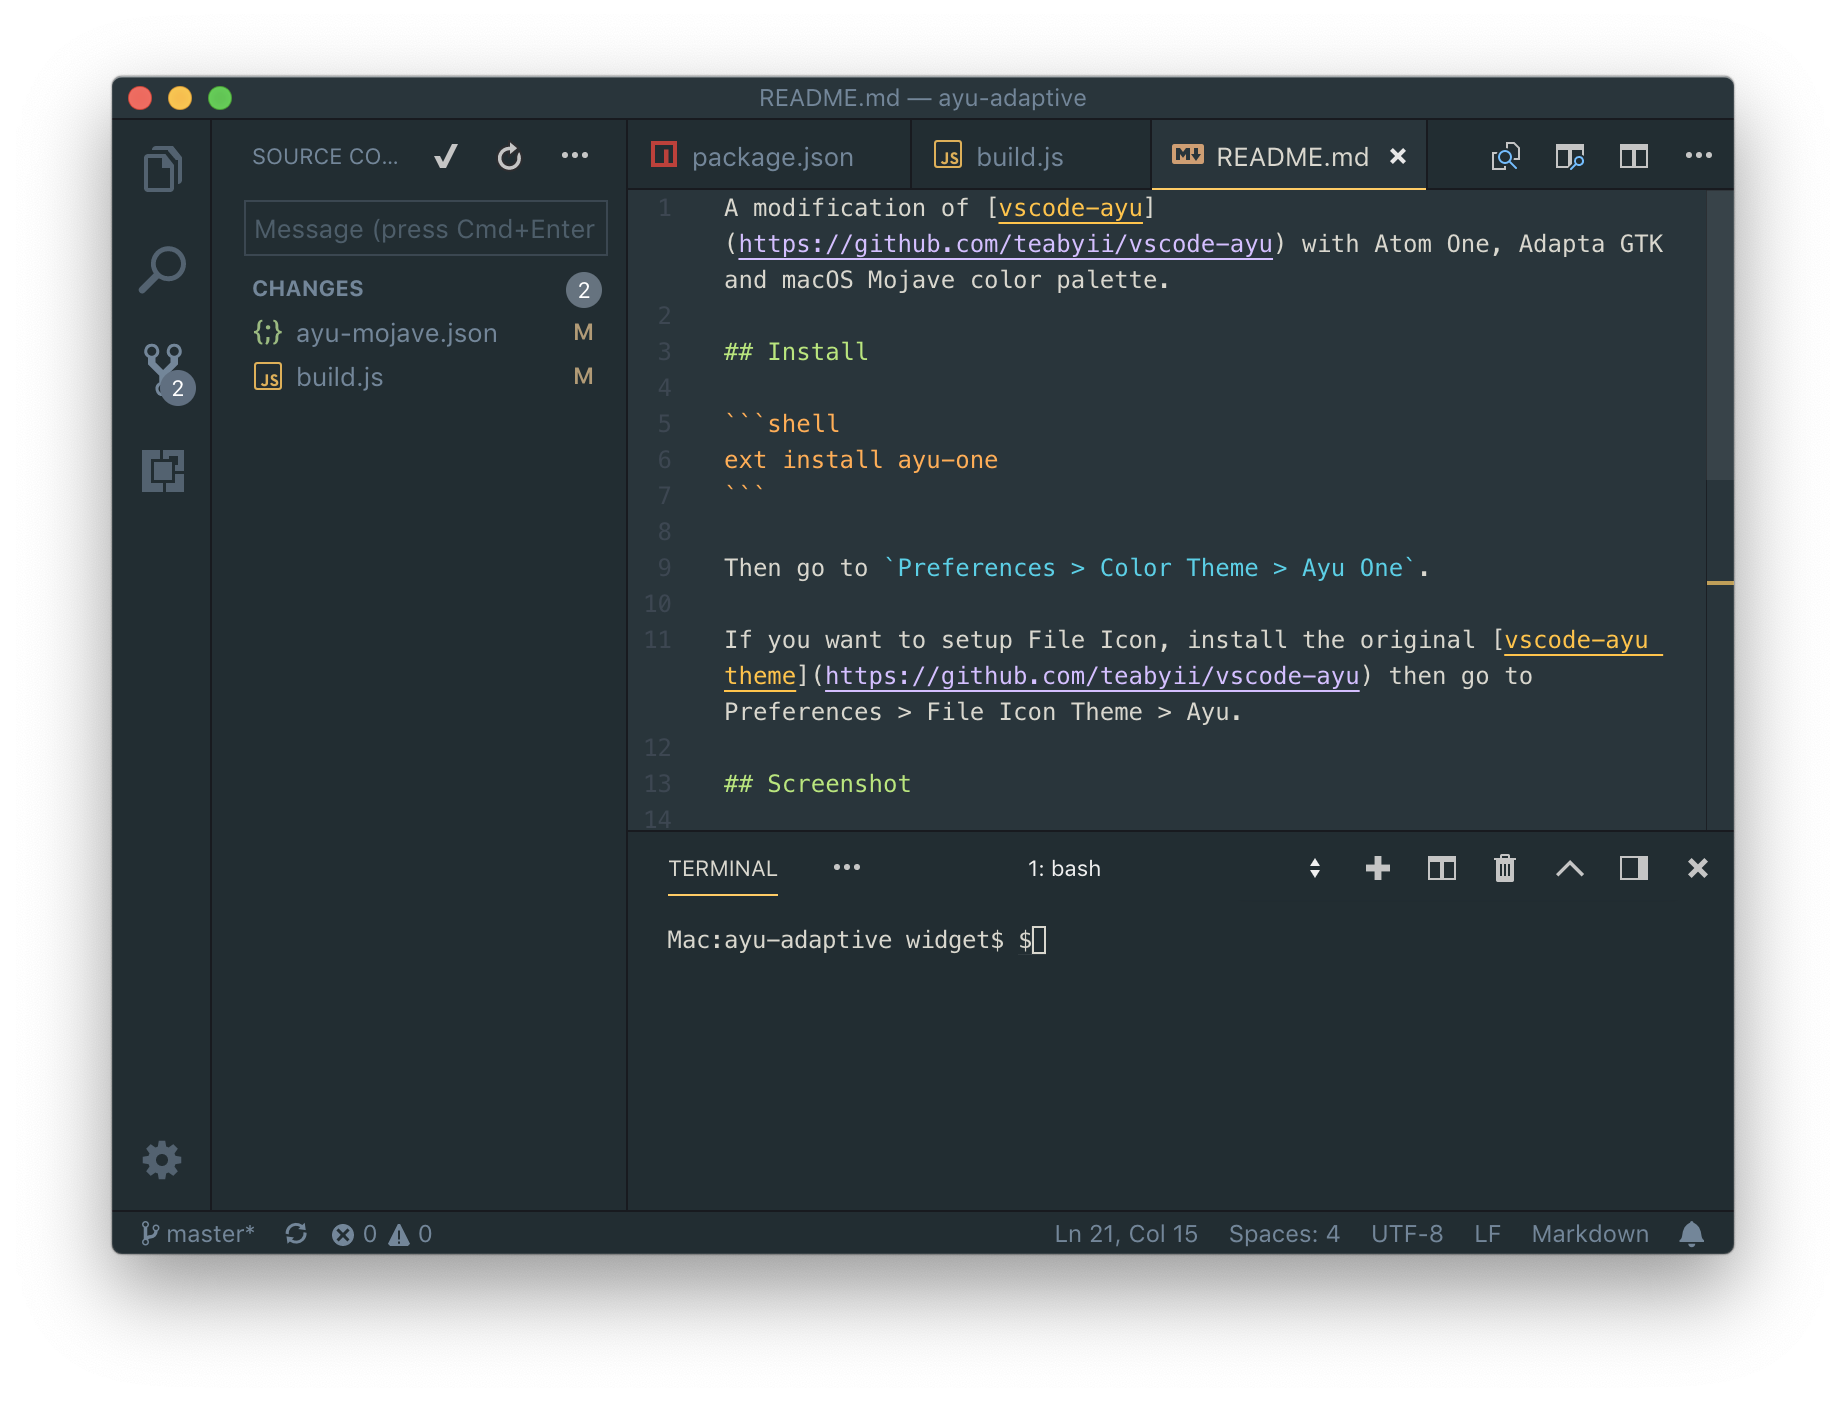 README.md — ayu-adaptive
SOURCE CO...
package.json
build.js
README.md
Message (press Cmd+Enter
CHANGES
2
ayu-mojave.json
M
build.js
M
2
1 A modification of [vscode-ayu]
(https://github.com/teabyii/vscode-ayu) with Atom One, Adapta GTK
and macOS Mojave color palette.
2
3 ## Install
4
5 ```shell
6 ext install ayu-one
7 ```
8
9 Then go to `Preferences > Color Theme > Ayu One`.
10
11 If you want to setup File Icon, install the original [vscode-ayu
theme](https://github.com/teabyii/vscode-ayu) then go to
Preferences > File Icon Theme > Ayu.
12
13 ## Screenshot
14
TERMINAL
1: bash
Mac:ayu-adaptive widget$ $
master*
0
0
Ln 21, Col 15
Spaces: 4
UTF-8
LF
Markdown